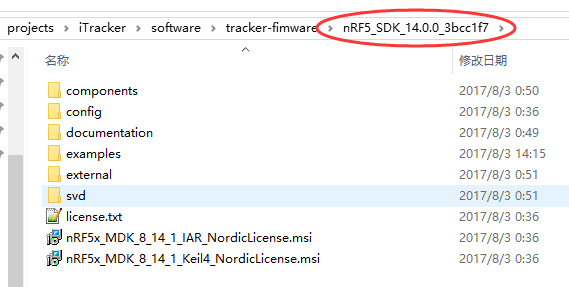 projects > iTracker > software > tracker-fimware > nRF5_SDK_14.0.0_3bcc1f7 >
名称 修改日期
components 2017/8/3 0:50
config 2017/8/3 0:36
documentation 2017/8/3 0:49
examples 2017/8/3 14:15
external 2017/8/3 0:51
svd 2017/8/3 0:51
license.txt 2017/8/3 0:36
nRF5x_MDK_8_14_1_IAR_NordicLicense.msi 2017/8/3 0:36
nRF5x_MDK_8_14_1_Keil4_NordicLicense.msi 2017/8/3 0:36